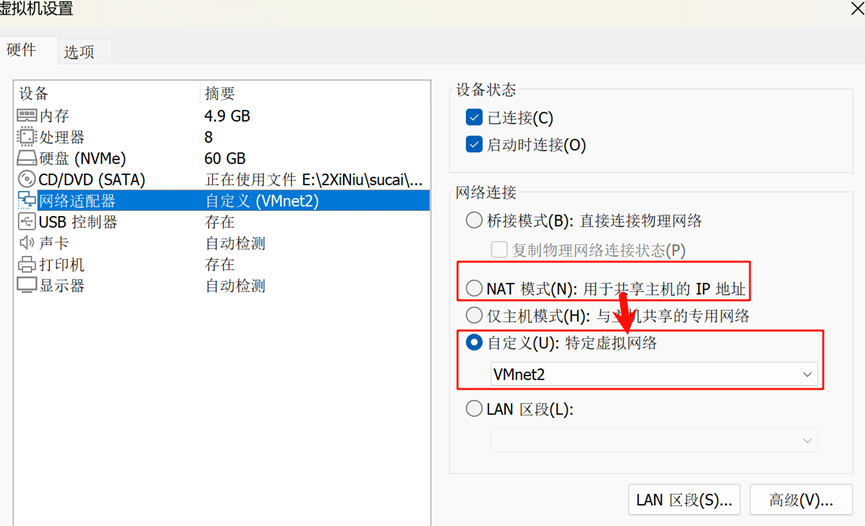 虚拟机设置
硬件 选项
设备 摘要
内存 4.9 GB
处理器 8
硬盘 (NVMe) 60 GB
CD/DVD (SATA) 正在使用文件 E:\2XiNiu\sucai\...
网络适配器 自定义 (VMnet2)
USB 控制器 存在
声卡 自动检测
打印机 存在
显示器 自动检测
设备状态
已连接(C)
启动时连接(O)
网络连接
桥接模式(B): 直接连接物理网络
复制物理网络连接状态(P)
NAT 模式(N): 用于共享主机的 IP 地址
仅主机模式(H): 与主机共享的专用网络
自定义(U): 特定虚拟网络
VMnet2
LAN 区段(L):
LAN 区段(S)... 高级(V)...